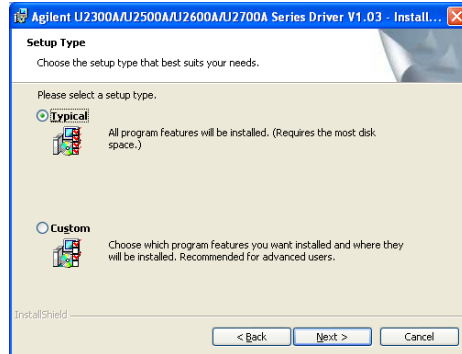 Agilent U2300A/U2500A/U2600A/U2700A Series Driver V1.03 - Install...
Setup Type
Choose the setup type that best suits your needs.
Please select a setup type.
Typical
All program features will be installed. (Requires the most disk
space.)
Custom
Choose which program features you want installed and where they
will be installed. Recommended for advanced users.
InstallShield
< Back
Next >
Cancel